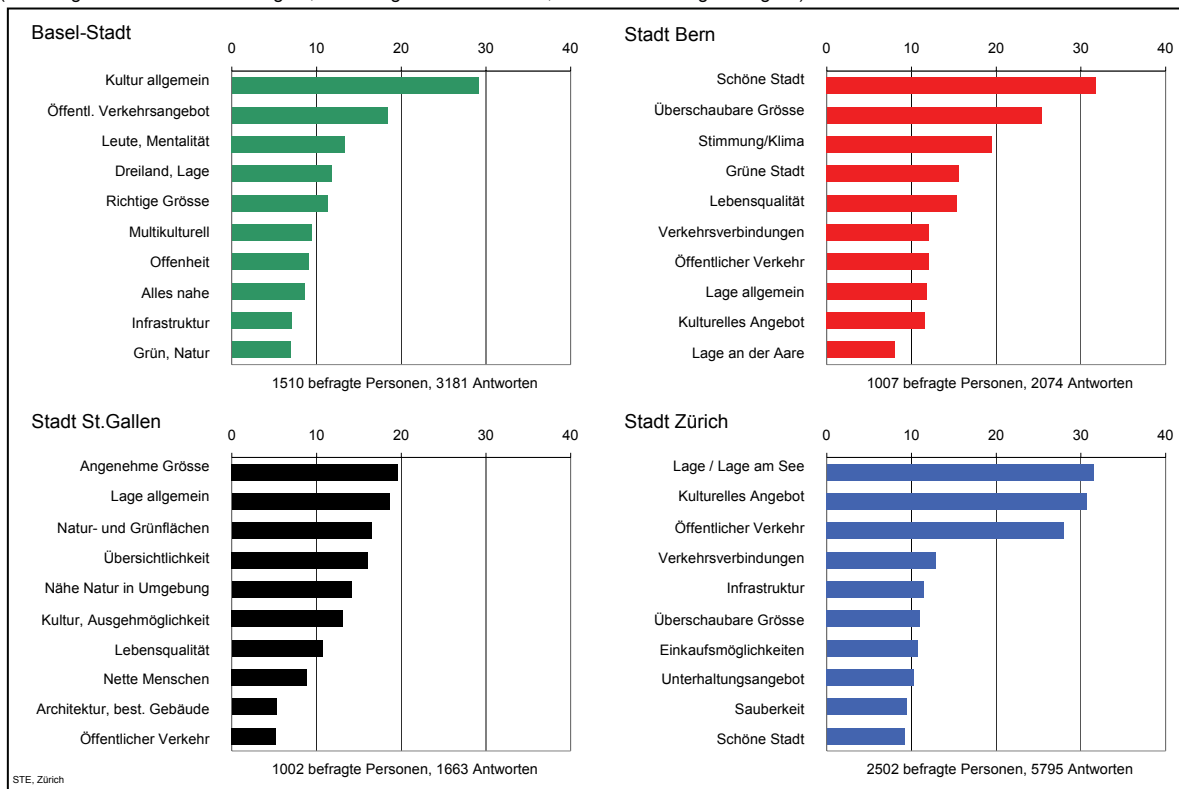 Basel-Stadt
0 10 20 30 40
Kultur allgemein
Öffentl. Verkehrsangebot
Leute, Mentalität
Dreiland, Lage
Richtige Grösse
Multikulturell
Offenheit
Alles nahe
Infrastruktur
Grün, Natur
1510 befragte Personen, 3181 Antworten
Stadt Bern
0 10 20 30 40
Schöne Stadt
Überschaubare Grösse
Stimmung/Klima
Grüne Stadt
Lebensqualität
Verkehrsverbindungen
Öffentlicher Verkehr
Lage allgemein
Kulturelles Angebot
Lage an der Aare
1007 befragte Personen, 2074 Antworten
Stadt St.Gallen
0 10 20 30 40
Angenehme Grösse
Lage allgemein
Natur- und Grünflächen
Übersichtlichkeit
Nähe Natur in Umgebung
Kultur, Ausgehmöglichkeit
Lebensqualität
Nette Menschen
Architektur, best. Gebäude
Öffentlicher Verkehr
1002 befragte Personen, 1663 Antworten
Stadt Zürich
0 10 20 30 40
Lage / Lage am See
Kulturelles Angebot
Öffentlicher Verkehr
Verkehrsverbindungen
Infrastruktur
Überschaubare Grösse
Einkaufsmöglichkeiten
Unterhaltungsangebot
Sauberkeit
Schöne Stadt
2502 befragte Personen, 5795 Antworten
STE, Zürich